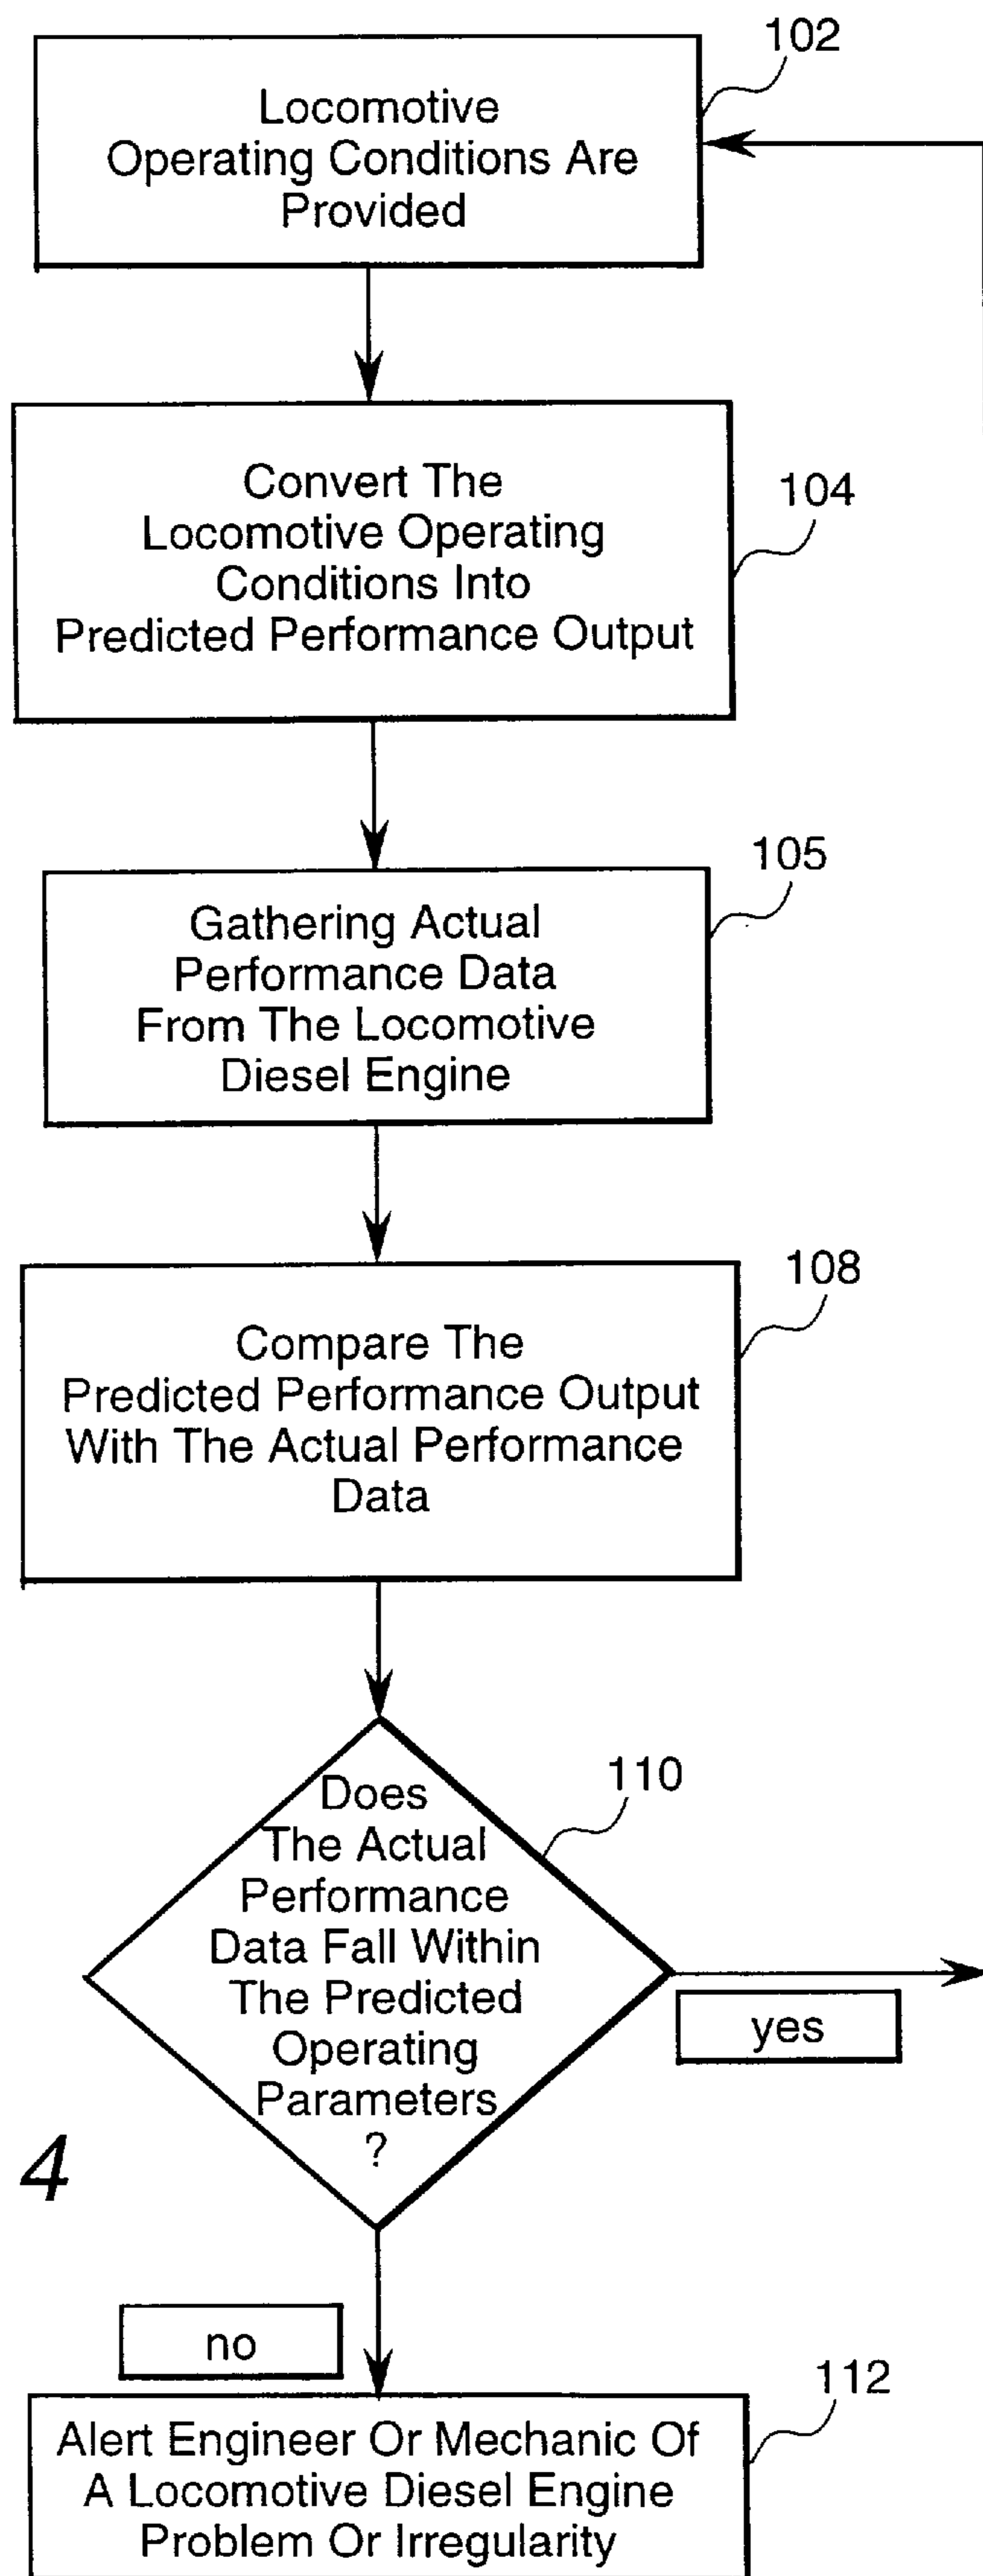 102
Locomotive
Operating Conditions Are
Provided
104
Convert The
Locomotive Operating
Conditions Into
Predicted Performance Output
105
Gathering Actual
Performance Data
From The Locomotive
Diesel Engine
108
Compare The
Predicted Performance Output
With The Actual Performance
Data
110
Does
The Actual
Performance
Data Fall Within
The Predicted
Operating
Parameters
?
yes
4
no
112
Alert Engineer Or Mechanic Of
A Locomotive Diesel Engine
Problem Or Irregularity